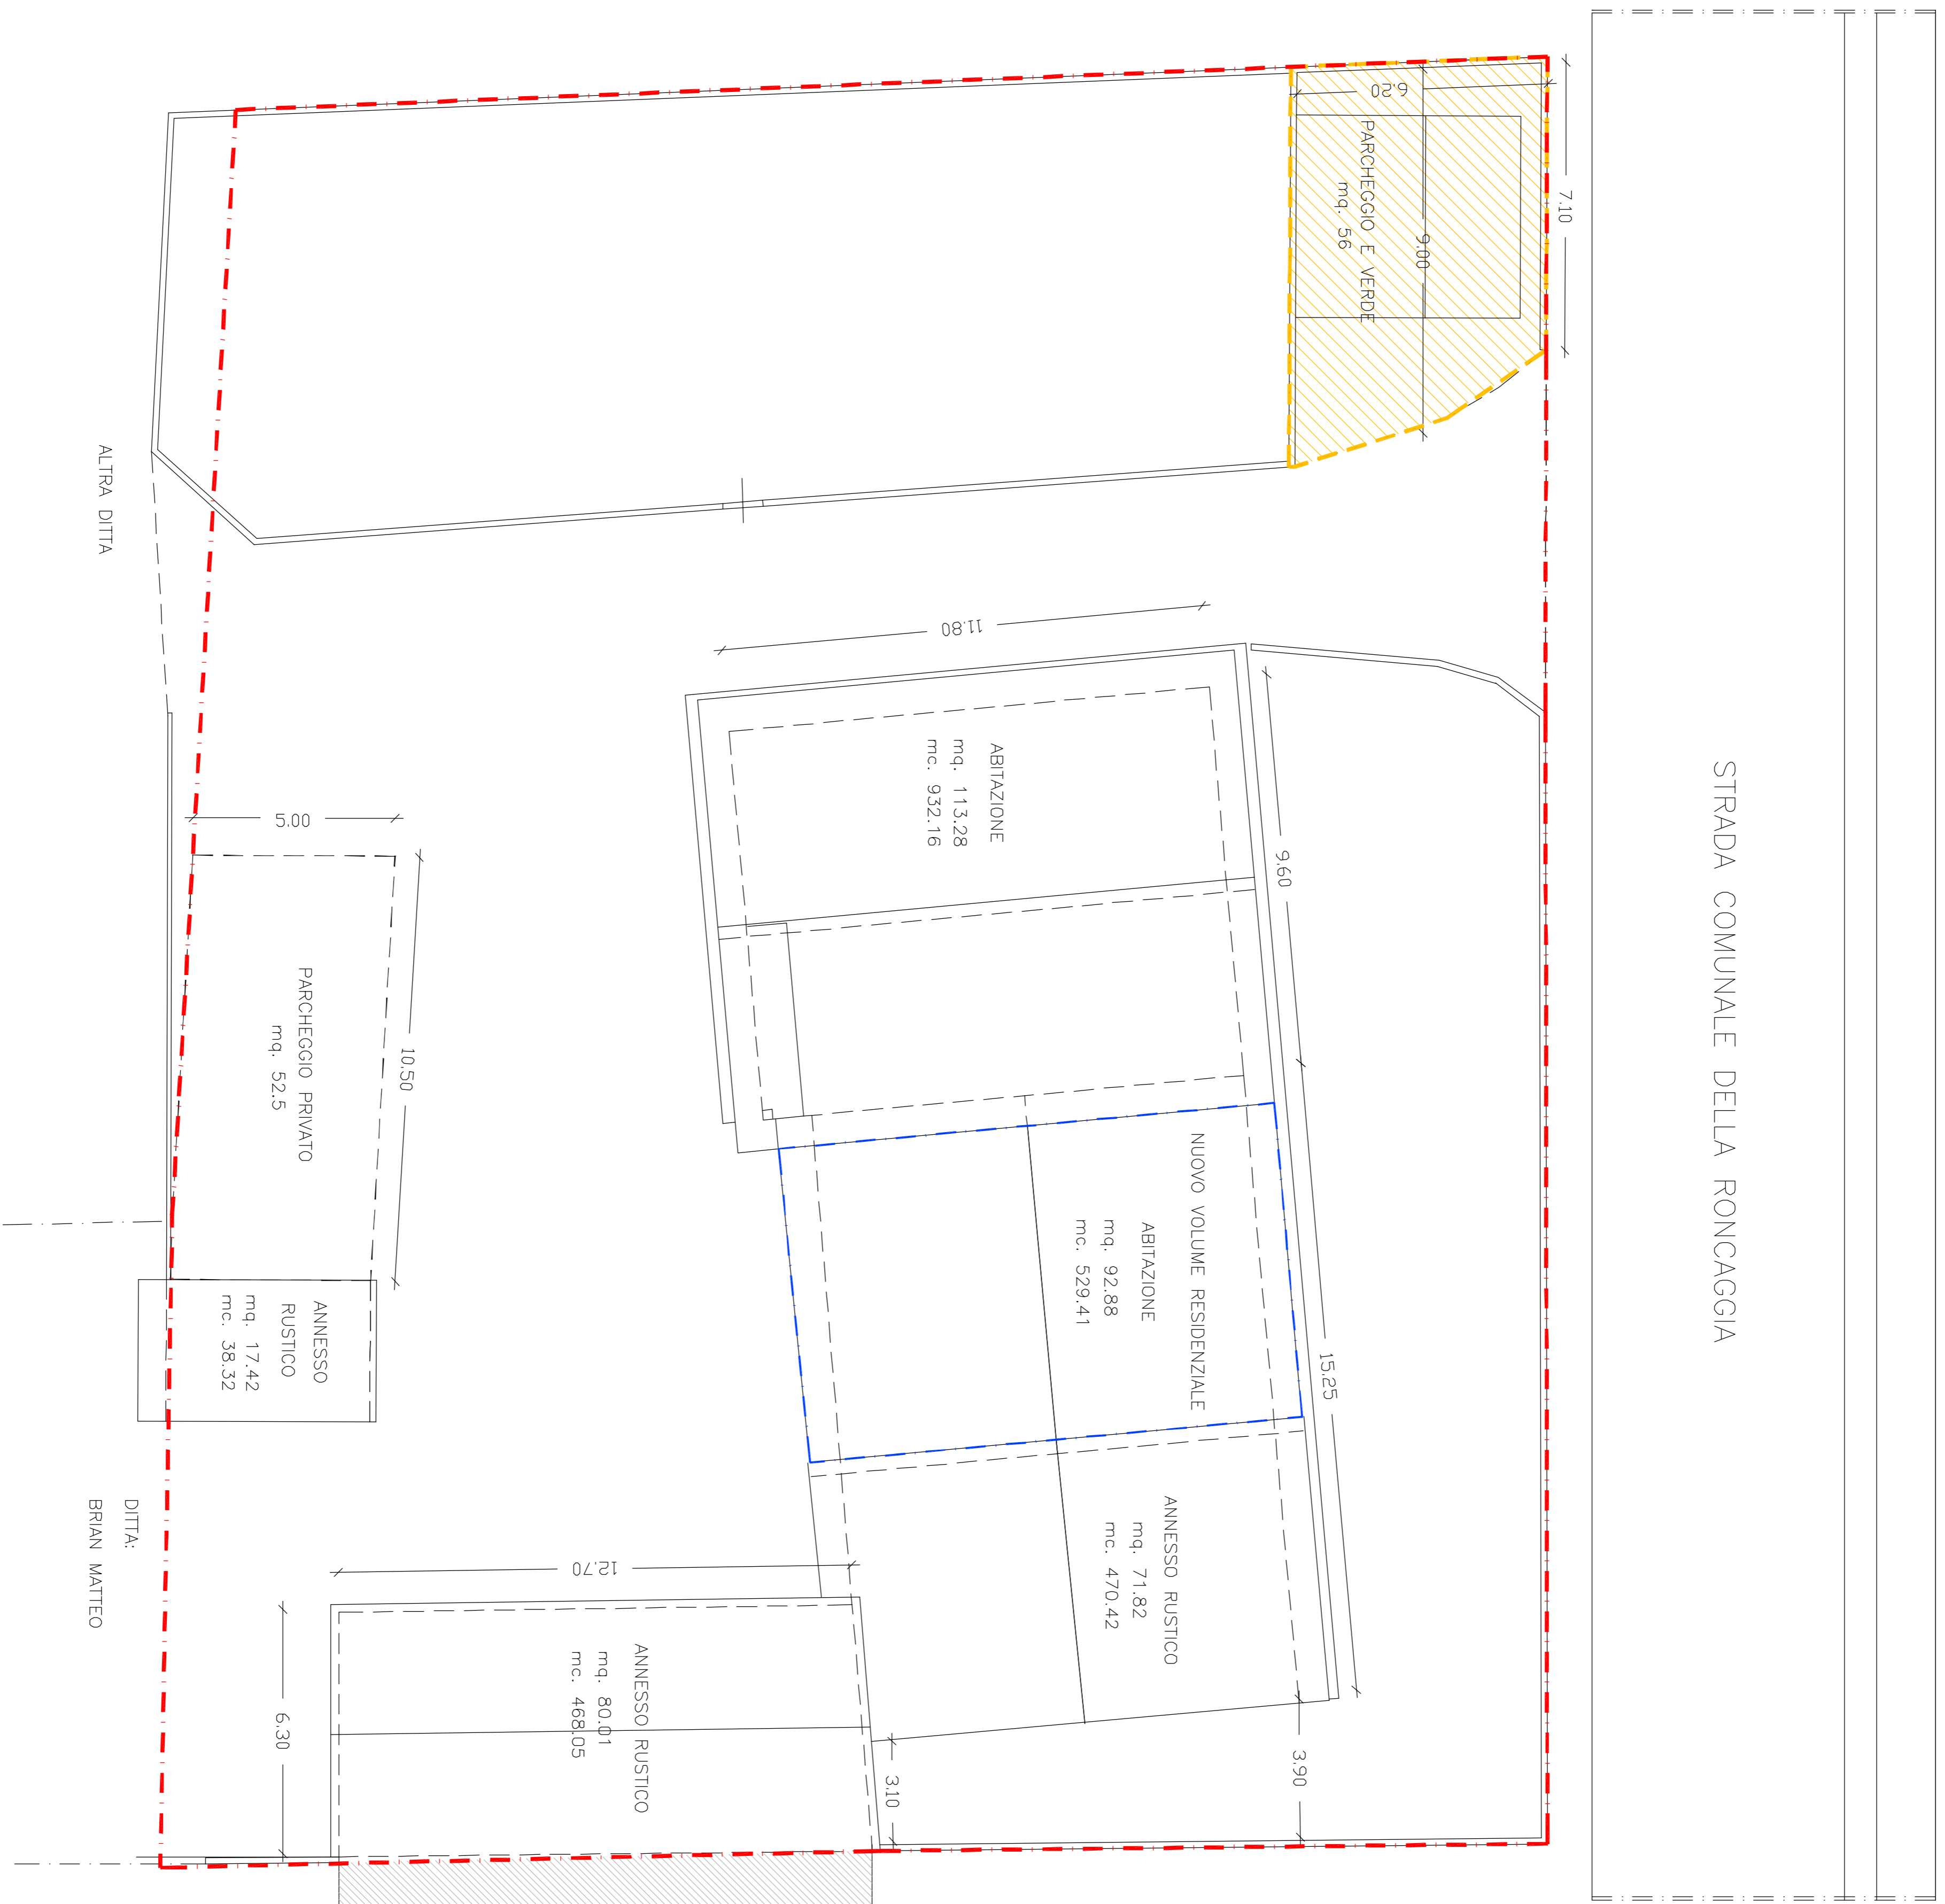 STRADA COMUNALE DELLA RONCAGGIA
7.10
6.20
PARCHEGGIO E VERDE
mq. 56
9.00
11.80
ABITAZIONE
mq. 113.28
mc. 932.16
9.60
15.25
NUOVO VOLUME RESIDENZIALE
ABITAZIONE
mq. 92.88
mc. 529.41
ANNESSO RUSTICO
mq. 71.82
mc. 470.42
3.90
3.10
ANNESSO RUSTICO
mq. 80.01
mc. 468.05
12.70
6.30
5.00
10.50
PARCHEGGIO PRIVATO
mq. 52.5
ANNESSO
RUSTICO
mq. 17.42
mc. 38.32
ALTRA DITTA
DITTA:
BRIAN MATTEO